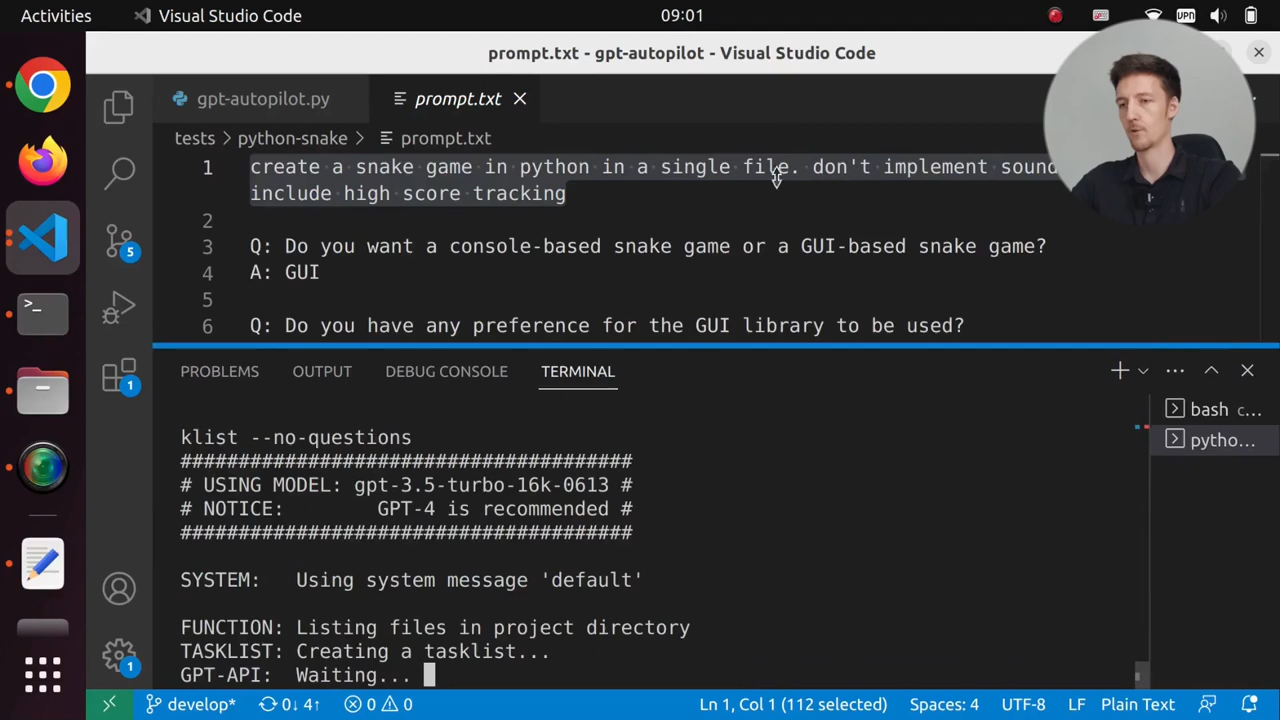 Activities
Visual Studio Code
09:01
VPN
prompt.txt - gpt-autopilot - Visual Studio Code
gpt-autopilot.py
prompt.txt
tests > python-snake > prompt.txt
1 create a snake game in python in a single file. don't implement sound
include high score tracking
2
3 Q: Do you want a console-based snake game or a GUI-based snake game?
4 A: GUI
5
6 Q: Do you have any preference for the GUI library to be used?
5
1
1
PROBLEMS OUTPUT DEBUG CONSOLE TERMINAL
bash c...
pytho...
klist --no-questions
#######################################
# USING MODEL: gpt-3.5-turbo-16k-0613 #
# NOTICE:        GPT-4 is recommended #
#######################################
SYSTEM:   Using system message 'default'
FUNCTION: Listing files in project directory
TASKLIST: Creating a tasklist...
GPT-API:  Waiting...
develop* 0↓ 4↑ 0 0 Ln 1, Col 1 (112 selected) Spaces: 4 UTF-8 LF Plain Text